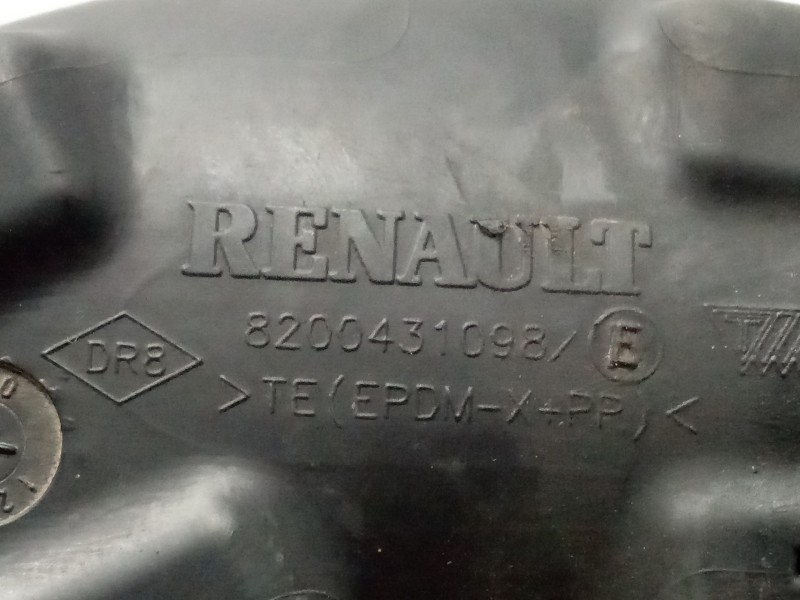 RENAULT
DR8
8200431098/ E
>TE(EPDM-X+PP)<